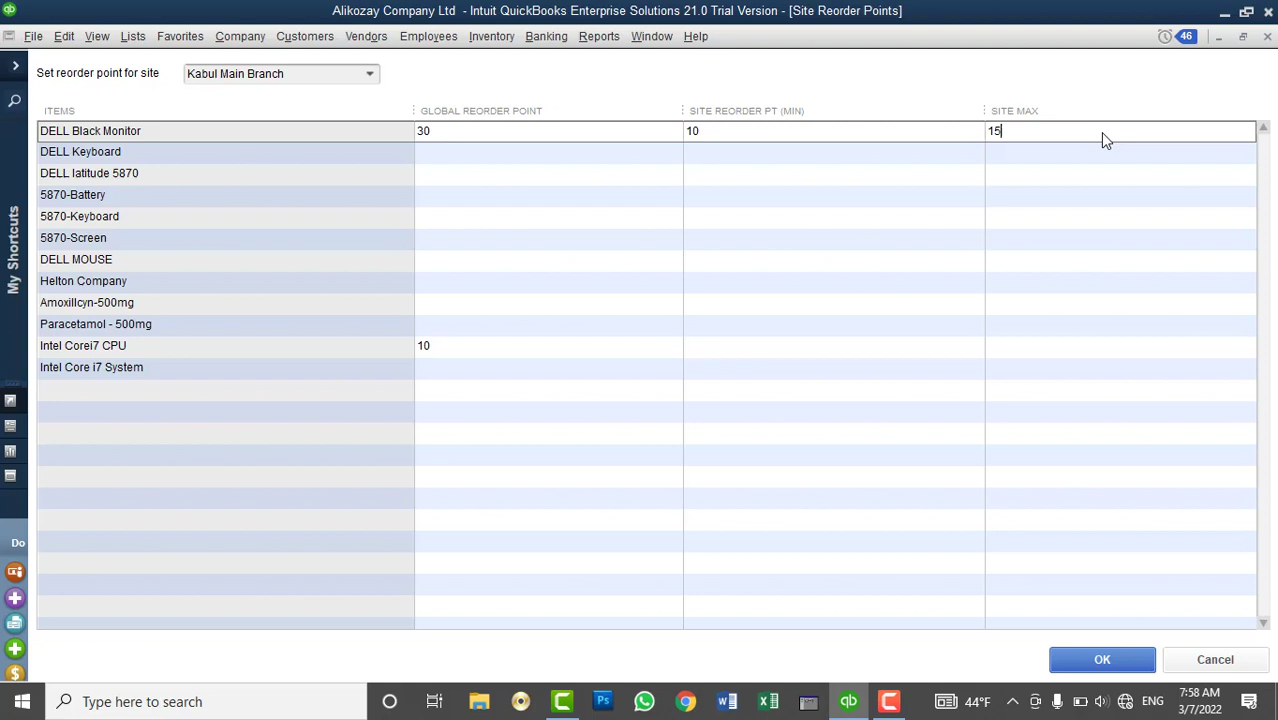 Alikozay Company Ltd - Intuit QuickBooks Enterprise Solutions 21.0 Trial Version - [Site Reorder Points]
File Edit View Lists Favorites Company Customers Vendors Employees Inventory Banking Reports Window Help 46
Set reorder point for site Kabul Main Branch
ITEMS GLOBAL REORDER POINT SITE REORDER PT (MIN) SITE MAX
DELL Black Monitor 30 10 15
DELL Keyboard
DELL latitude 5870
5870-Battery
5870-Keyboard
5870-Screen
DELL MOUSE
Helton Company
Amoxillcyn-500mg
Paracetamol - 500mg
Intel Corei7 CPU 10
Intel Core i7 System
My Shortcuts
Do
OK Cancel
Type here to search
44°F
ENG
7:58 AM
3/7/2022